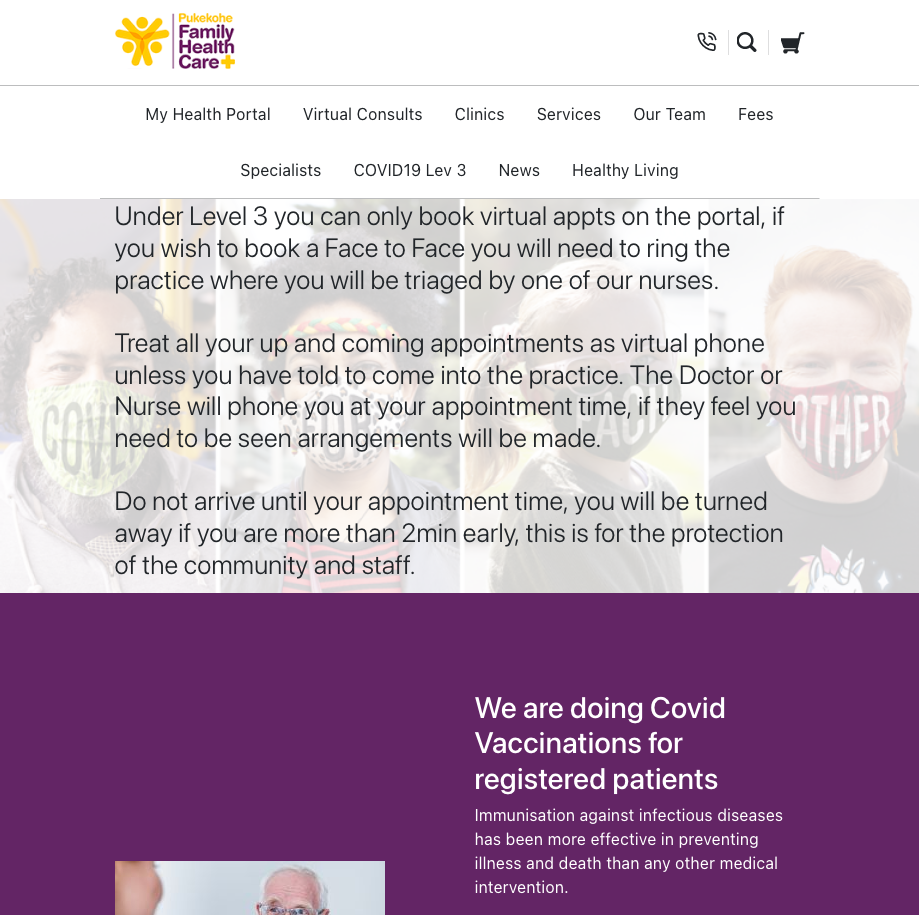 Pukekohe
Family
Health
Care
My Health Portal Virtual Consults Clinics Services Our Team Fees
Specialists COVID19 Lev 3 News Healthy Living
Under Level 3 you can only book virtual appts on the portal, if
you wish to book a Face to Face you will need to ring the
practice where you will be triaged by one of our nurses.
Treat all your up and coming appointments as virtual phone
unless you have told to come into the practice. The Doctor or
Nurse will phone you at your appointment time, if they feel you
need to be seen arrangements will be made.
Do not arrive until your appointment time, you will be turned
away if you are more than 2min early, this is for the protection
of the community and staff.
COVER
FOR
EACH
OTHER
We are doing Covid
Vaccinations for
registered patients
Immunisation against infectious diseases
has been more effective in preventing
illness and death than any other medical
intervention.